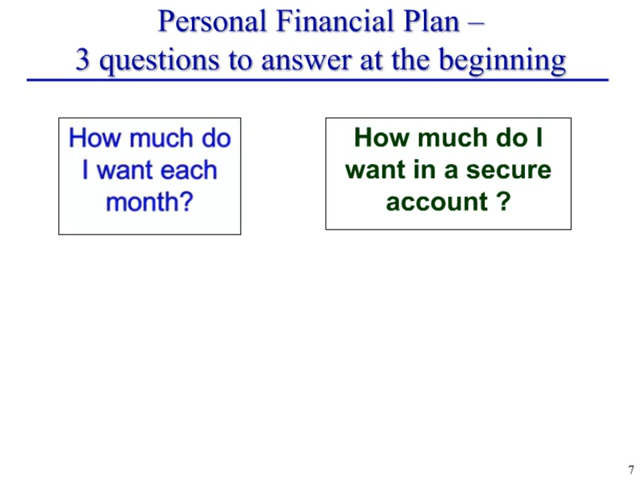 Personal Financial Plan –
3 questions to answer at the beginning
How much do
I want each
month?
How much do I
want in a secure
account ?
7